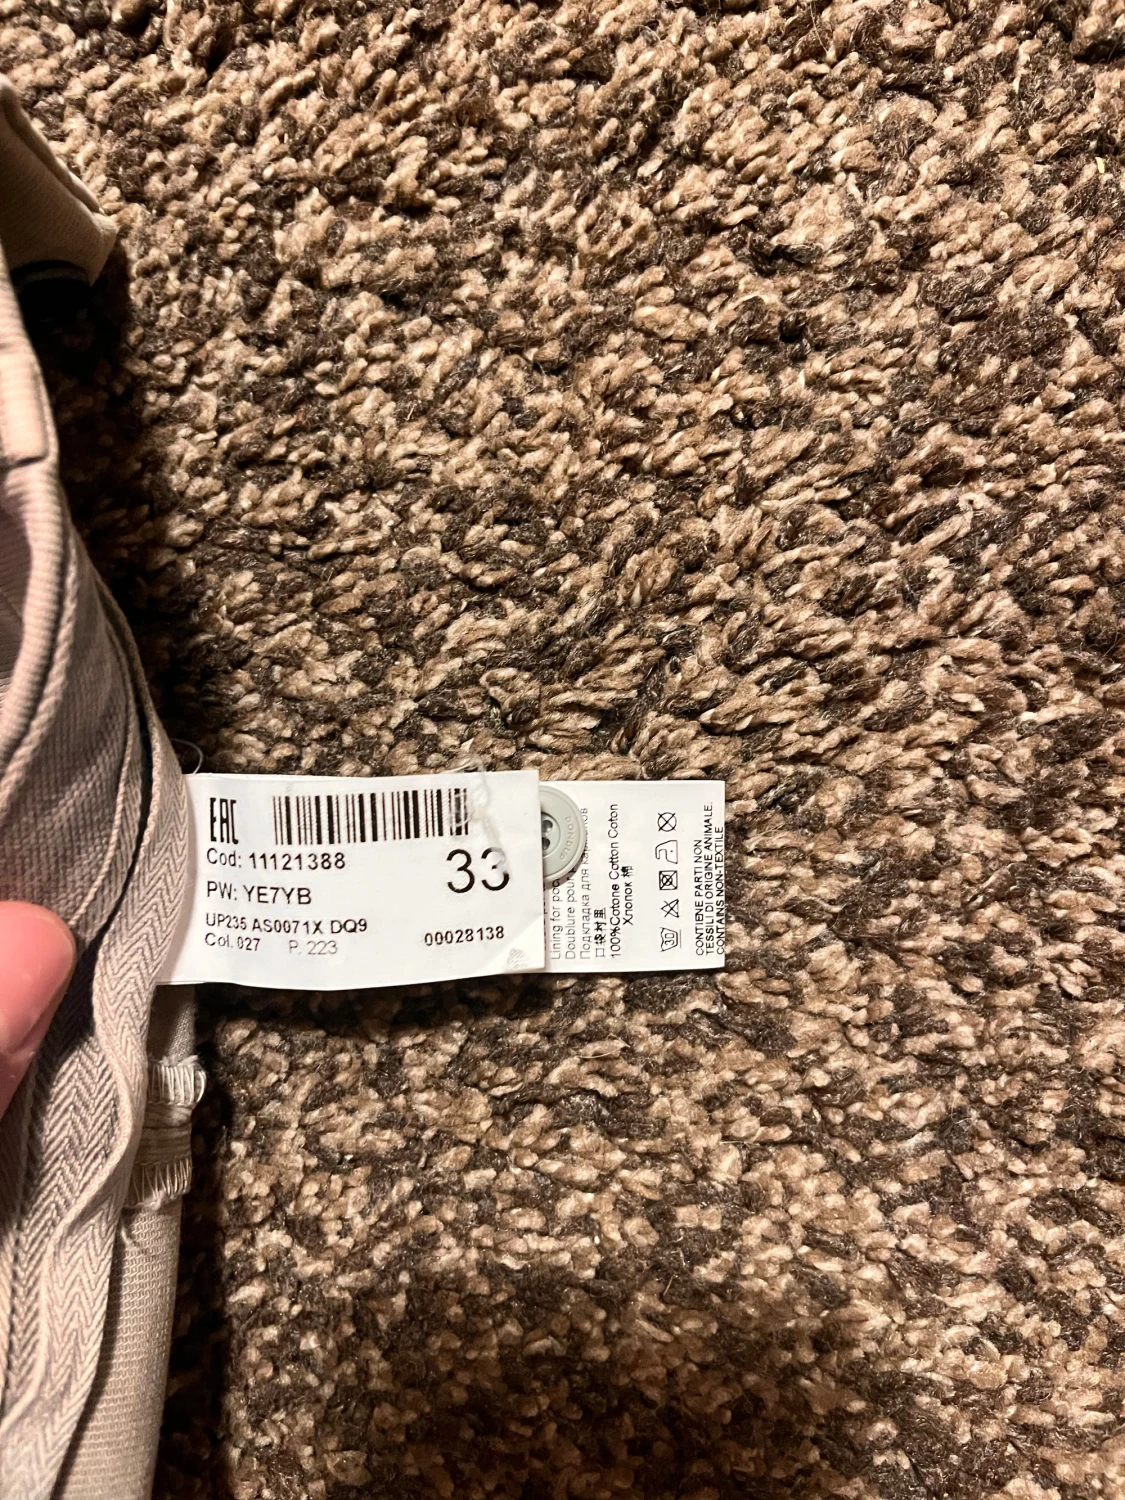 EAC
Cod: 11121388
33
PW: YE7YB
UP235 AS0071X DQ9
Col. 027 P. 223
00028138
DONDUP
Lining for
Doublure pour
Подкладка для
口袋衬里
100%Cotone Cotton Coton
Хлопок 棉
30
CONTIENE PARTI NON
TESSILI DI ORIGINE ANIMALE.
CONTAINS NON-TEXTILE